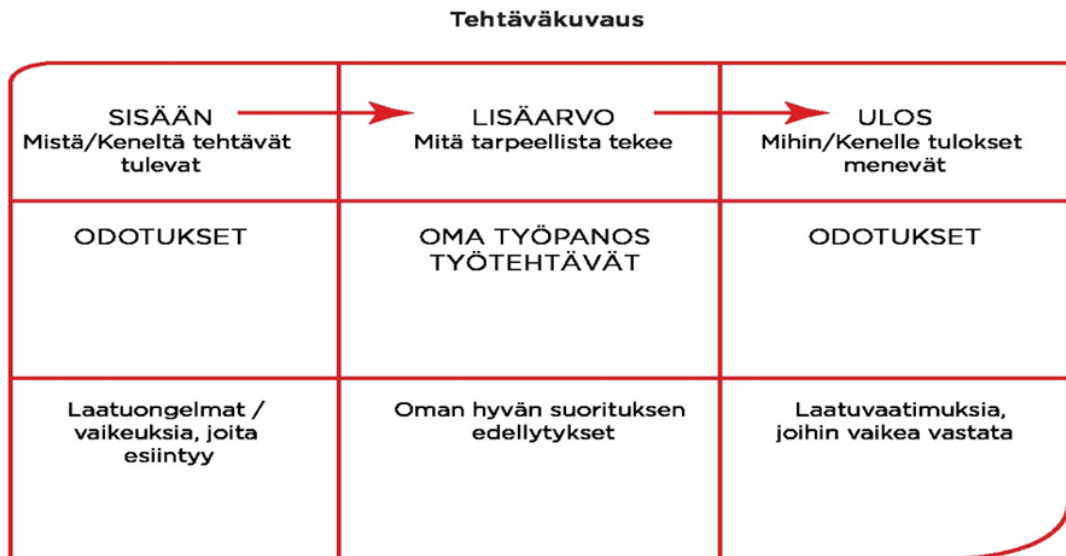 Tehtäväkuvaus
SISÄÄN
Mistä/Keneltä tehtävät
tulevat
LISÄARVO
Mitä tarpeellista tekee
ULOS
Mihin/Kenelle tulokset
menevät
ODOTUKSET
OMA TYÖPANOS
TYÖTEHTÄVÄT
ODOTUKSET
Laatuongelmat /
vaikeuksia, joita
esiintyy
Oman hyvän suorituksen
edellytykset
Laatuvaatimuksia,
joihin vaikea vastata